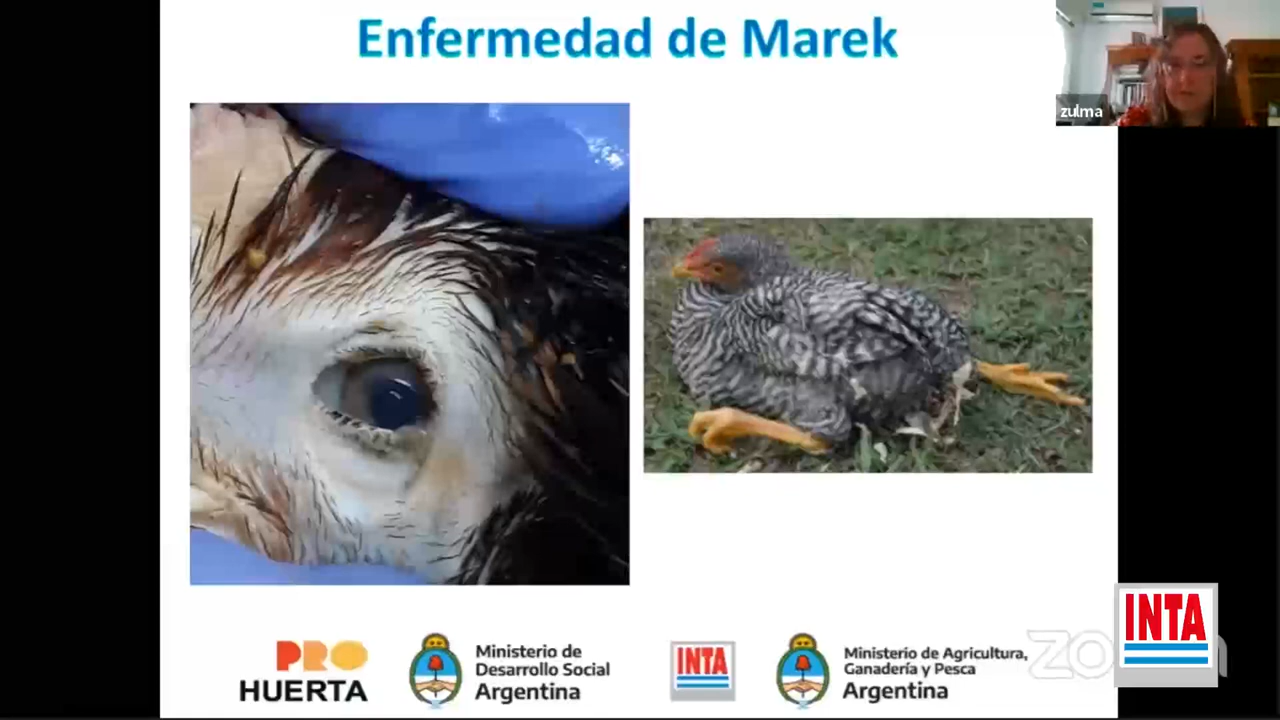 Enfermedad de Marek
zulma
PRO
HUERTA
Ministerio de
Desarrollo Social
Argentina
INTA
Ministerio de Agricultura,
Ganadería y Pesca
Argentina
INTA